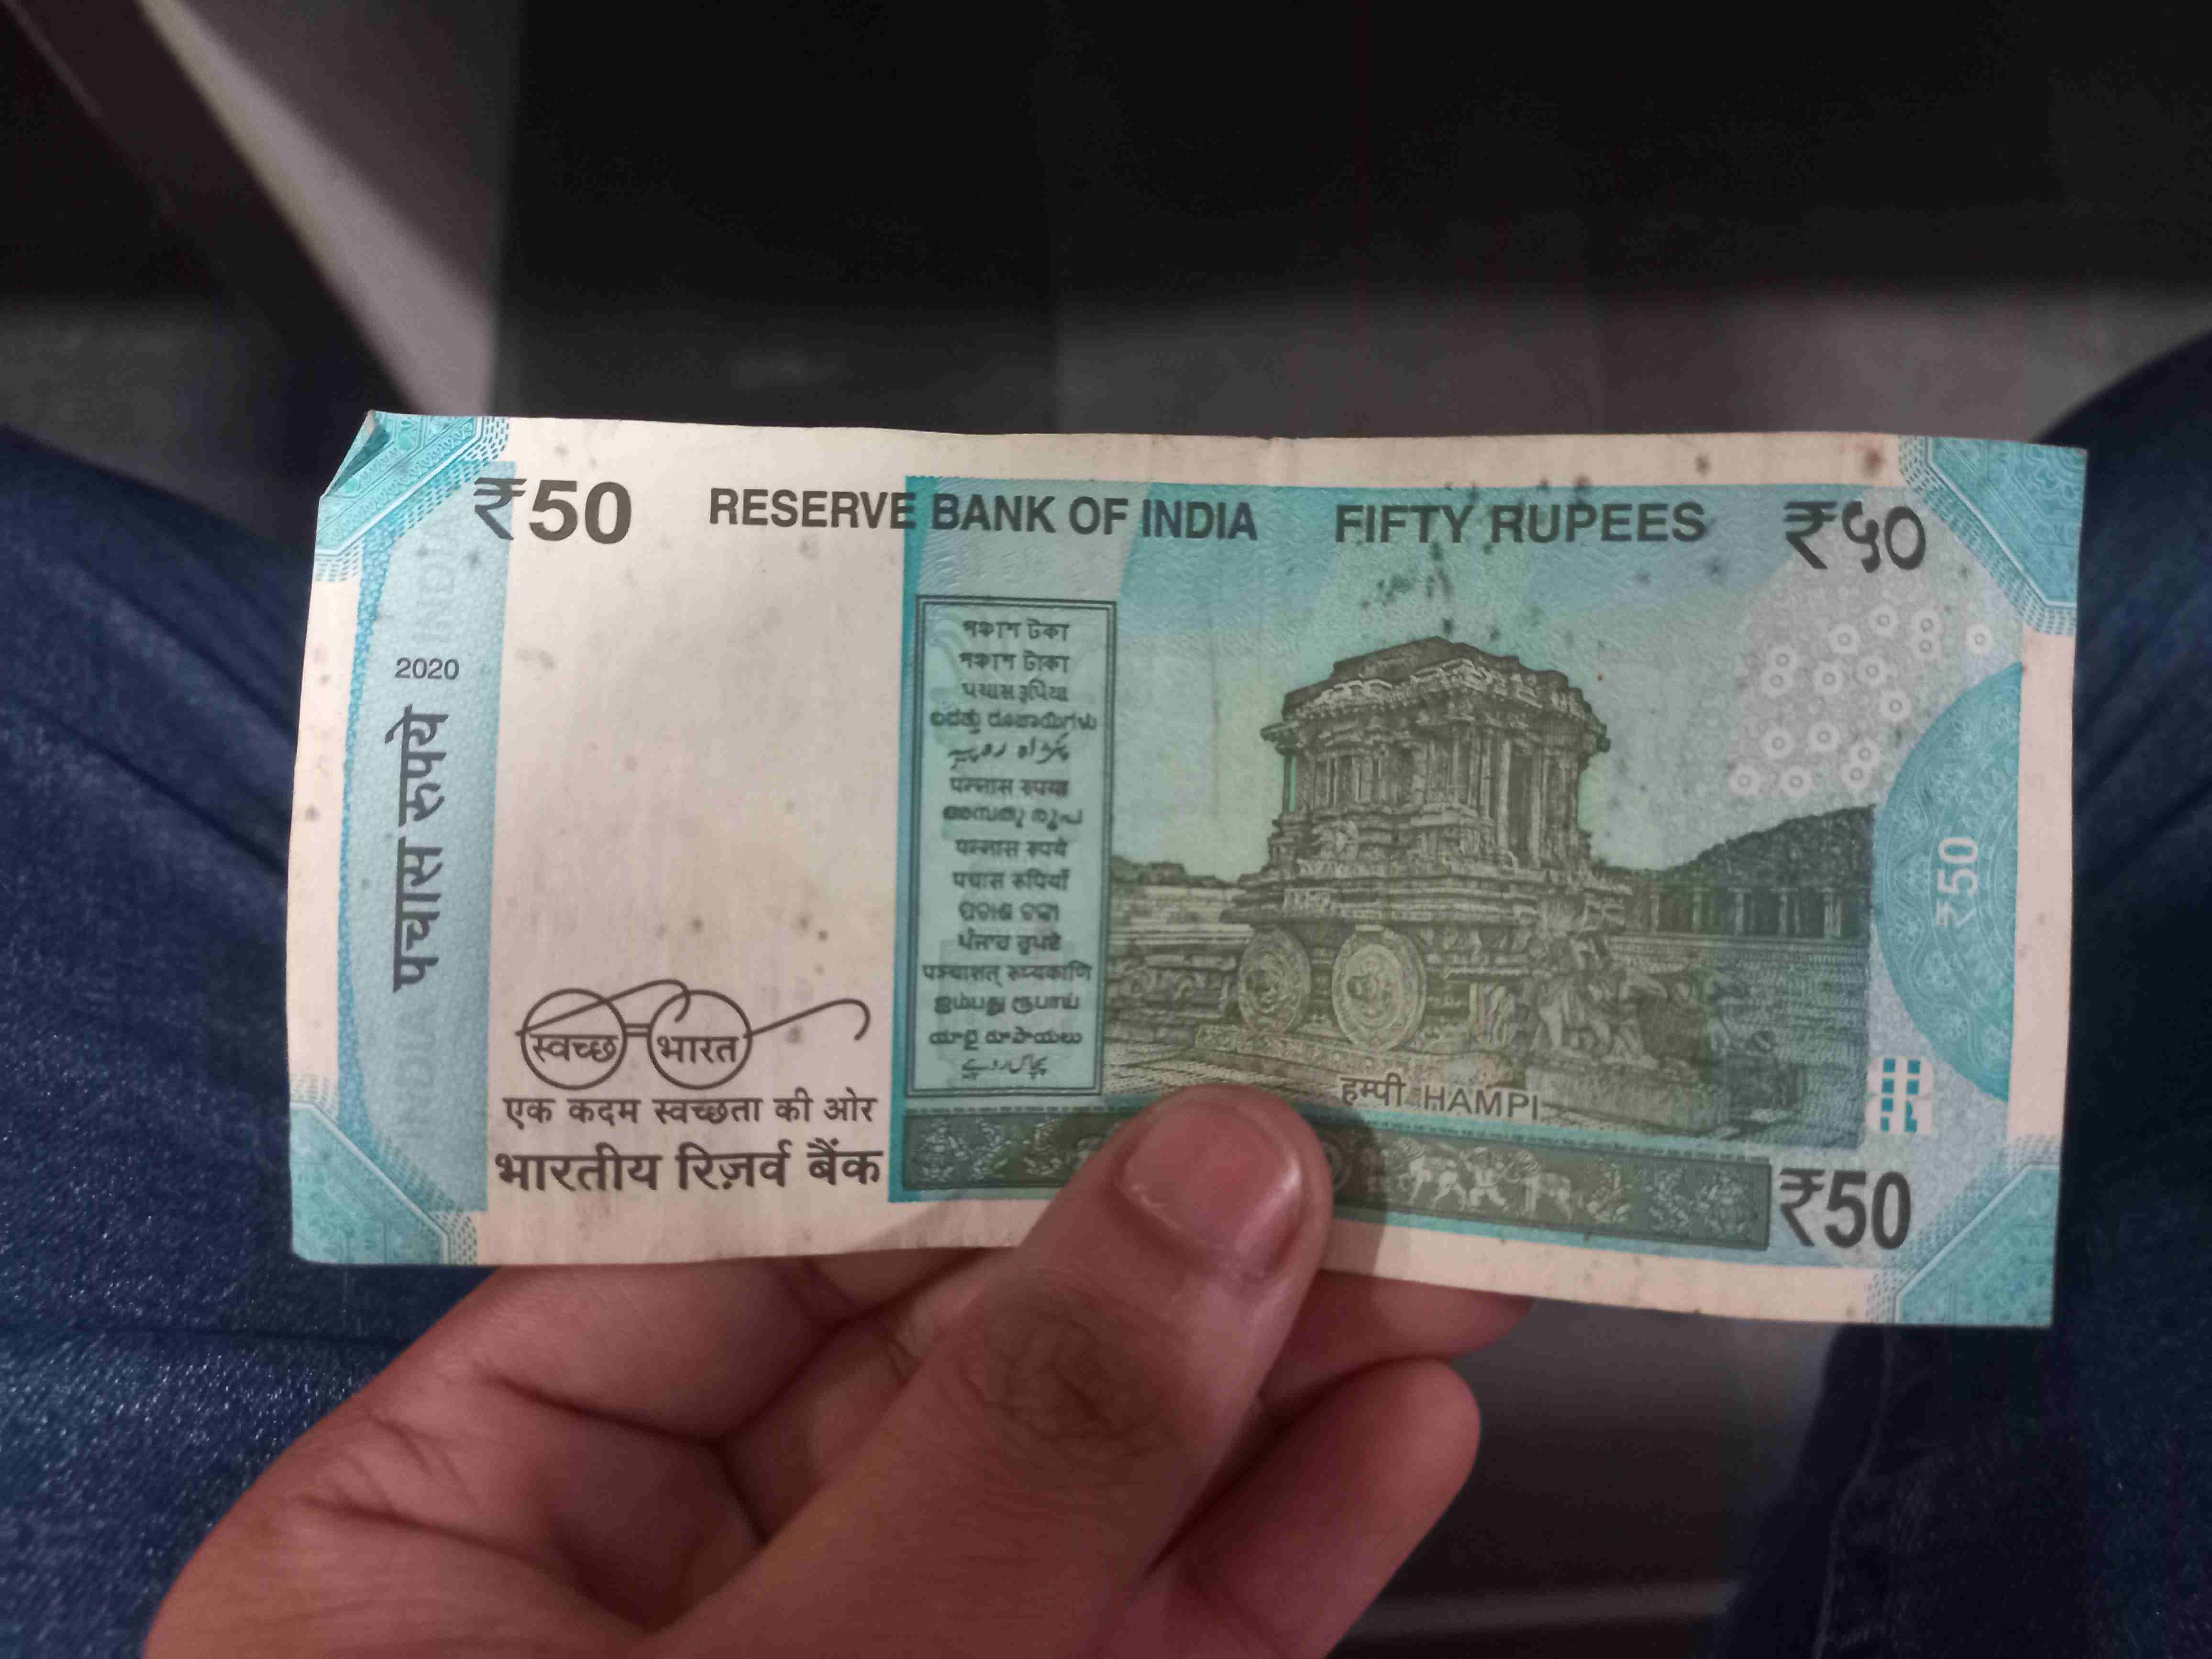 ₹50 RESERVE BANK OF INDIA FIFTY RUPEES ₹५०
2020
पचास रुपये
পঞ্চাশ টকা
পঞ্চাশ টাকা
પચાસ રૂપિયા
ಐವತ್ತು ರೂಪಾಯಿಗಳು
पन्नास रुपया
അമ്പതു രൂപ
पन्नास रुपये
पचास रुपियाँ
ପଚାଶ ଟଙ୍କା
ਪੰਜਾਹ ਰੁਪਏ
पञ्चाशत् रूप्यकाणि
ஐம்பது ரூபாய்
యాభై రూపాయలు
پچاس روپے
₹50
स्वच्छ भारत
एक कदम स्वच्छता की ओर
भारतीय रिज़र्व बैंक
हम्पी HAMPI
₹50